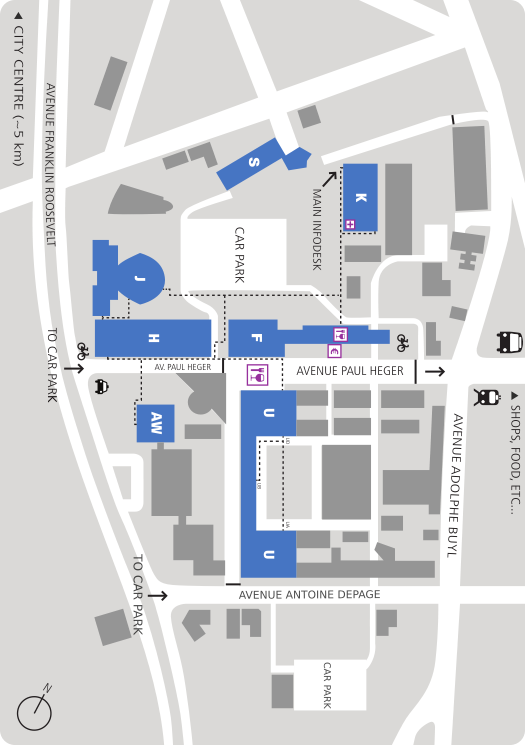 ◀ CITY CENTRE (~5 km)
AVENUE FRANKLIN ROOSEVELT
S
K
MAIN INFODESK
CAR PARK
J
H
F
€
TO CAR PARK
AV. PAUL HEGER
AVENUE PAUL HEGER
U
AW
◀ SHOPS, FOOD, ETC...
AVENUE ADOLPHE BUYL
U
TO CAR PARK
AVENUE ANTOINE DEPAGE
CAR PARK
N